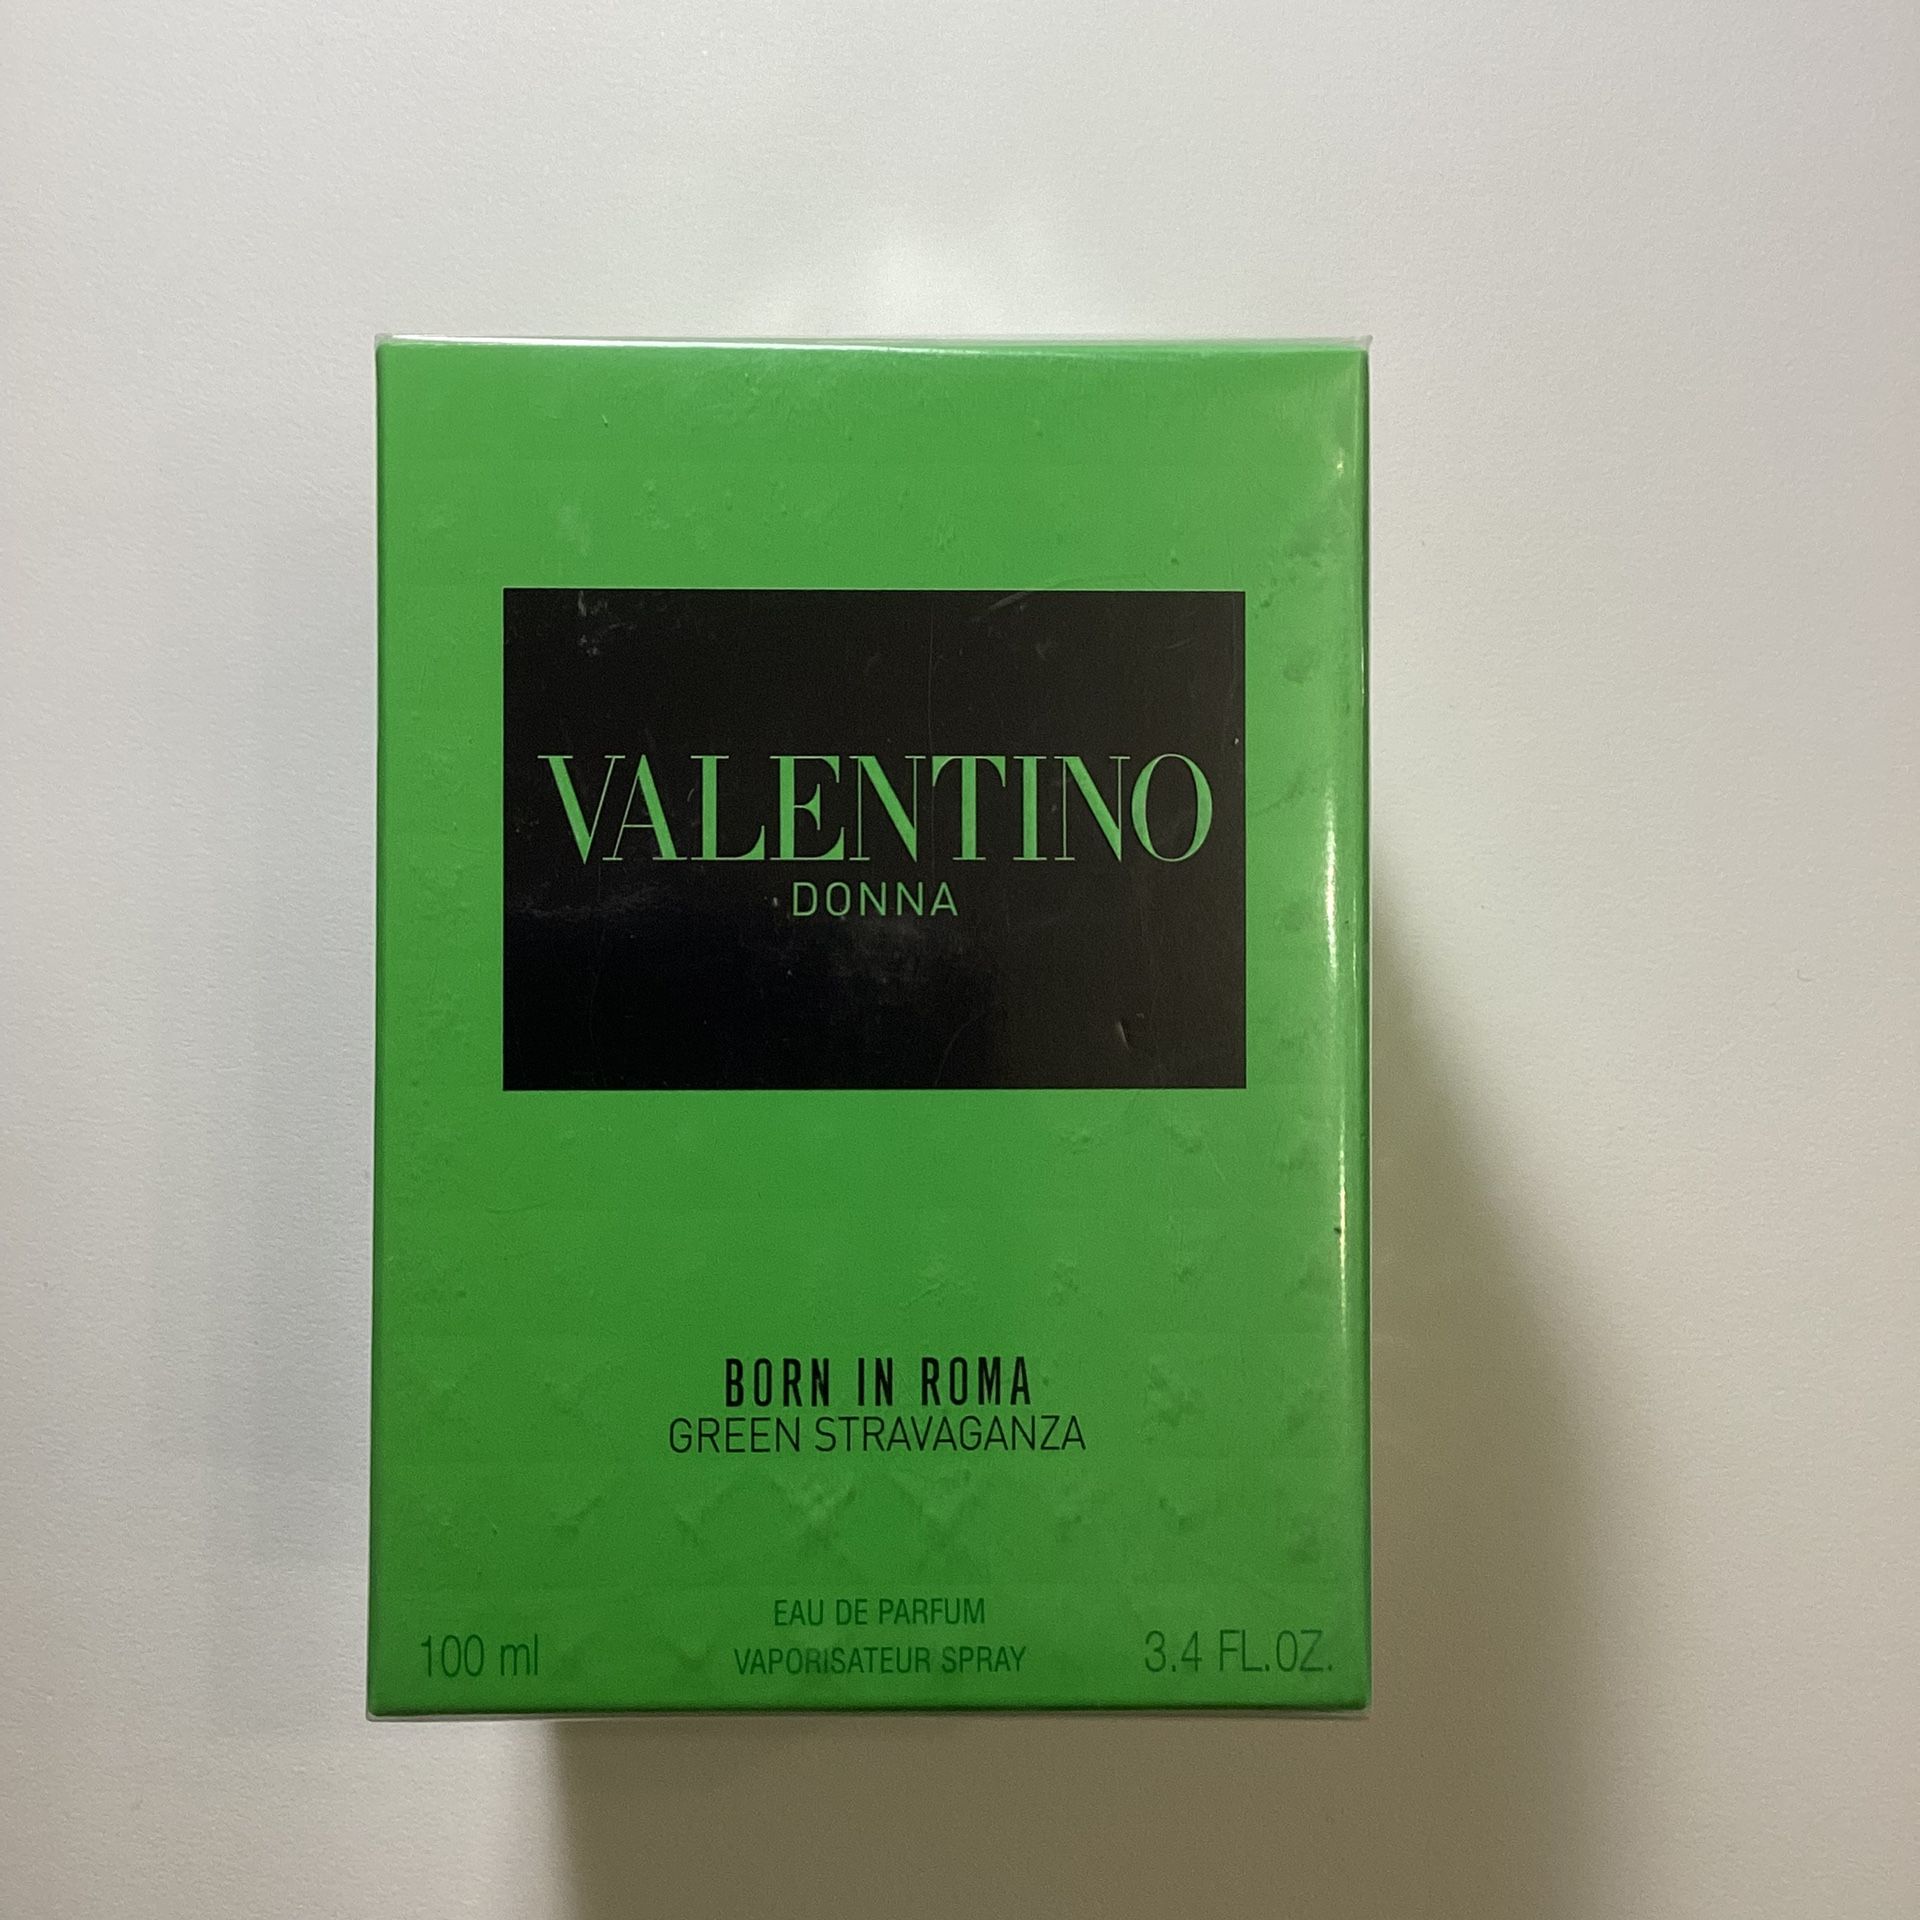 VALENTINO
DONNA
BORN IN ROMA
GREEN STRAVAGANZA
EAU DE PARFUM
100 ml VAPORISATEUR SPRAY 3.4 FL.OZ.